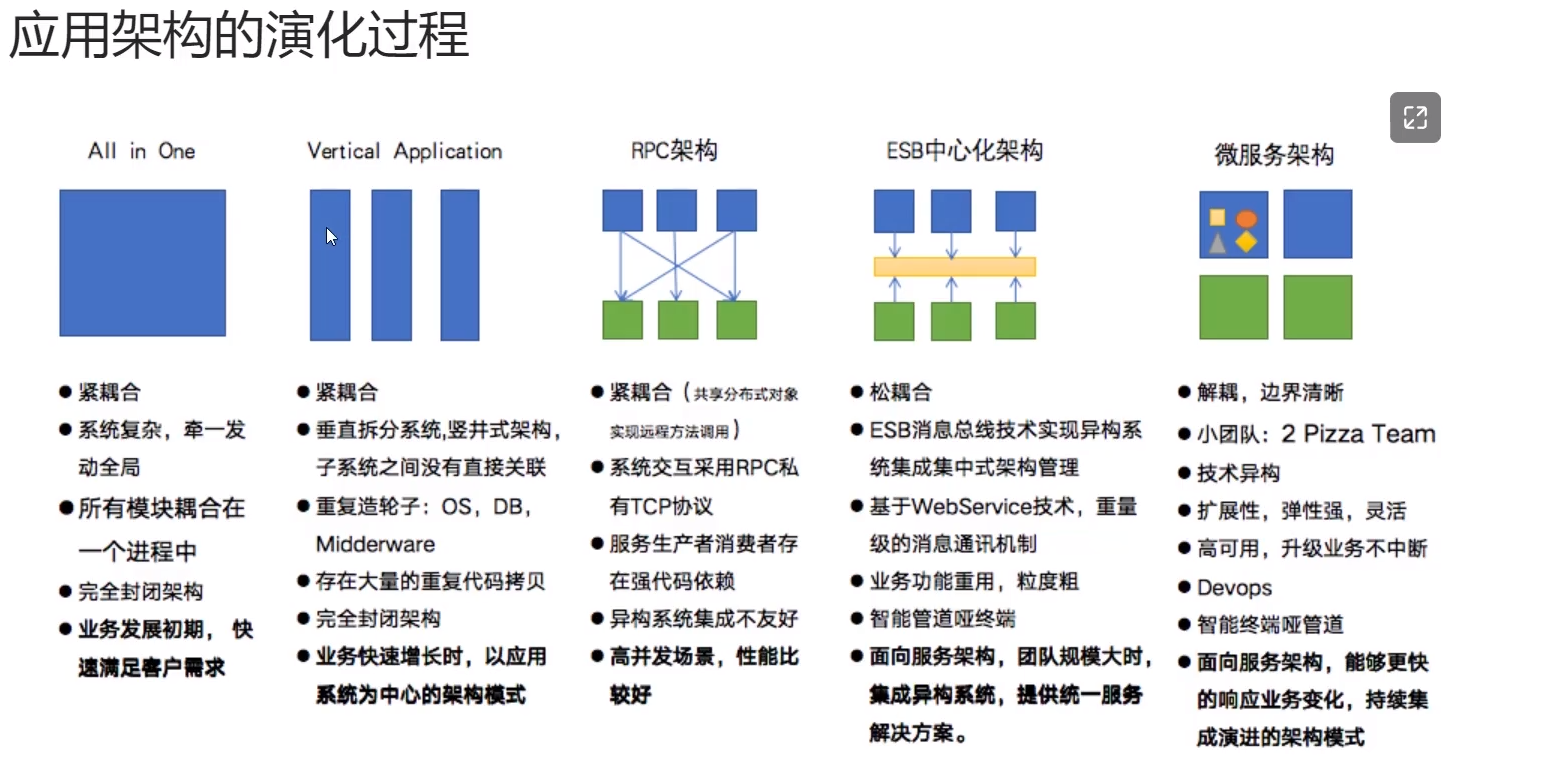 应用架构的演化过程
All in One
● 紧耦合
● 系统复杂，牵一发
动全局
● 所有模块耦合在
一个进程中
● 完全封闭架构
● 业务发展初期， 快
速满足客户需求
Vertical Application
● 紧耦合
● 垂直拆分系统,竖井式架构，
子系统之间没有直接关联
● 重复造轮子：OS，DB，
Midderware
● 存在大量的重复代码拷贝
● 完全封闭架构
● 业务快速增长时，以应用
系统为中心的架构模式
RPC架构
● 紧耦合（共享分布式对象
实现远程方法调用）
● 系统交互采用RPC私
有TCP协议
● 服务生产者消费者存
在强代码依赖
● 异构系统集成不友好
● 高并发场景，性能比
较好
ESB中心化架构
● 松耦合
● ESB消息总线技术实现异构系
统集成集中式架构管理
● 基于WebService技术，重量
级的消息通讯机制
● 业务功能重用，粒度粗
● 智能管道哑终端
● 面向服务架构，团队规模大时，
集成异构系统，提供统一服务
解决方案。
微服务架构
● 解耦，边界清晰
● 小团队：2 Pizza Team
● 技术异构
● 扩展性，弹性强，灵活
● 高可用，升级业务不中断
● Devops
● 智能终端哑管道
● 面向服务架构，能够更快
的响应业务变化，持续集
成演进的架构模式